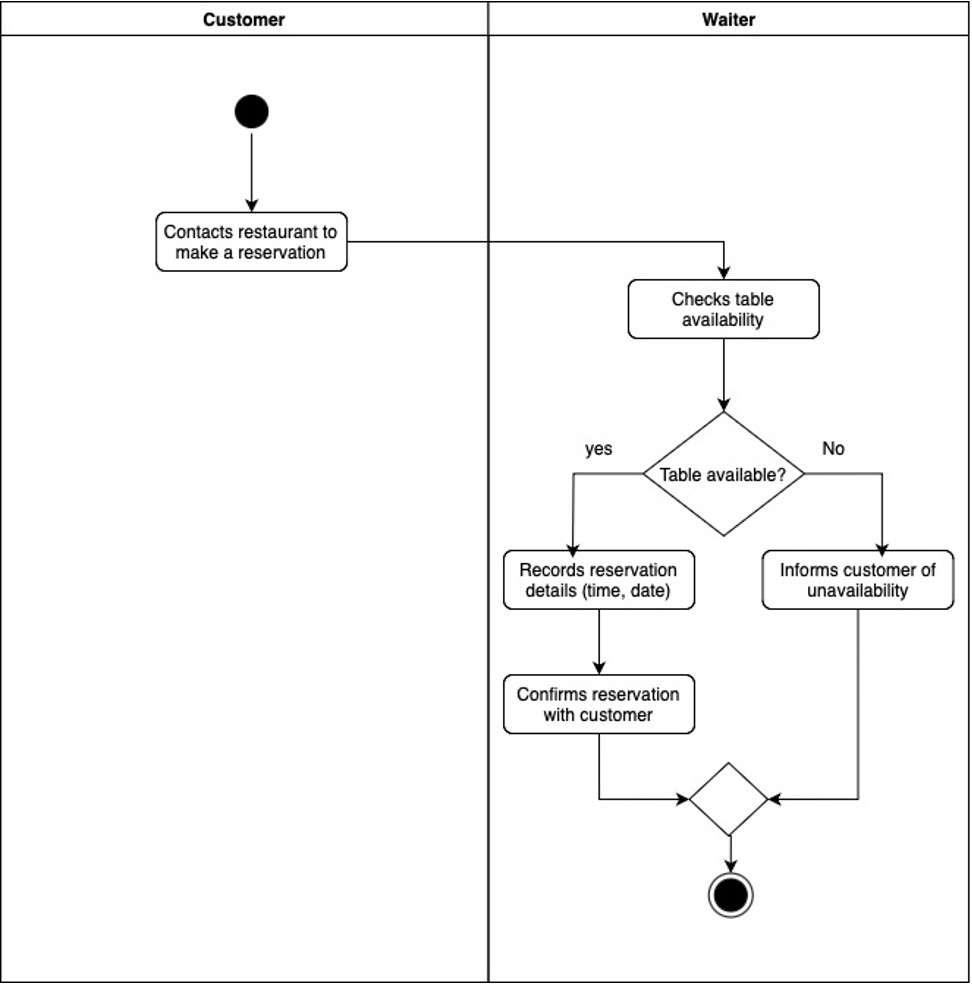 Customer
Waiter
Contacts restaurant to
make a reservation
Checks table
availability
yes
No
Table available?
Records reservation
details (time, date)
Informs customer of
unavailability
Confirms reservation
with customer